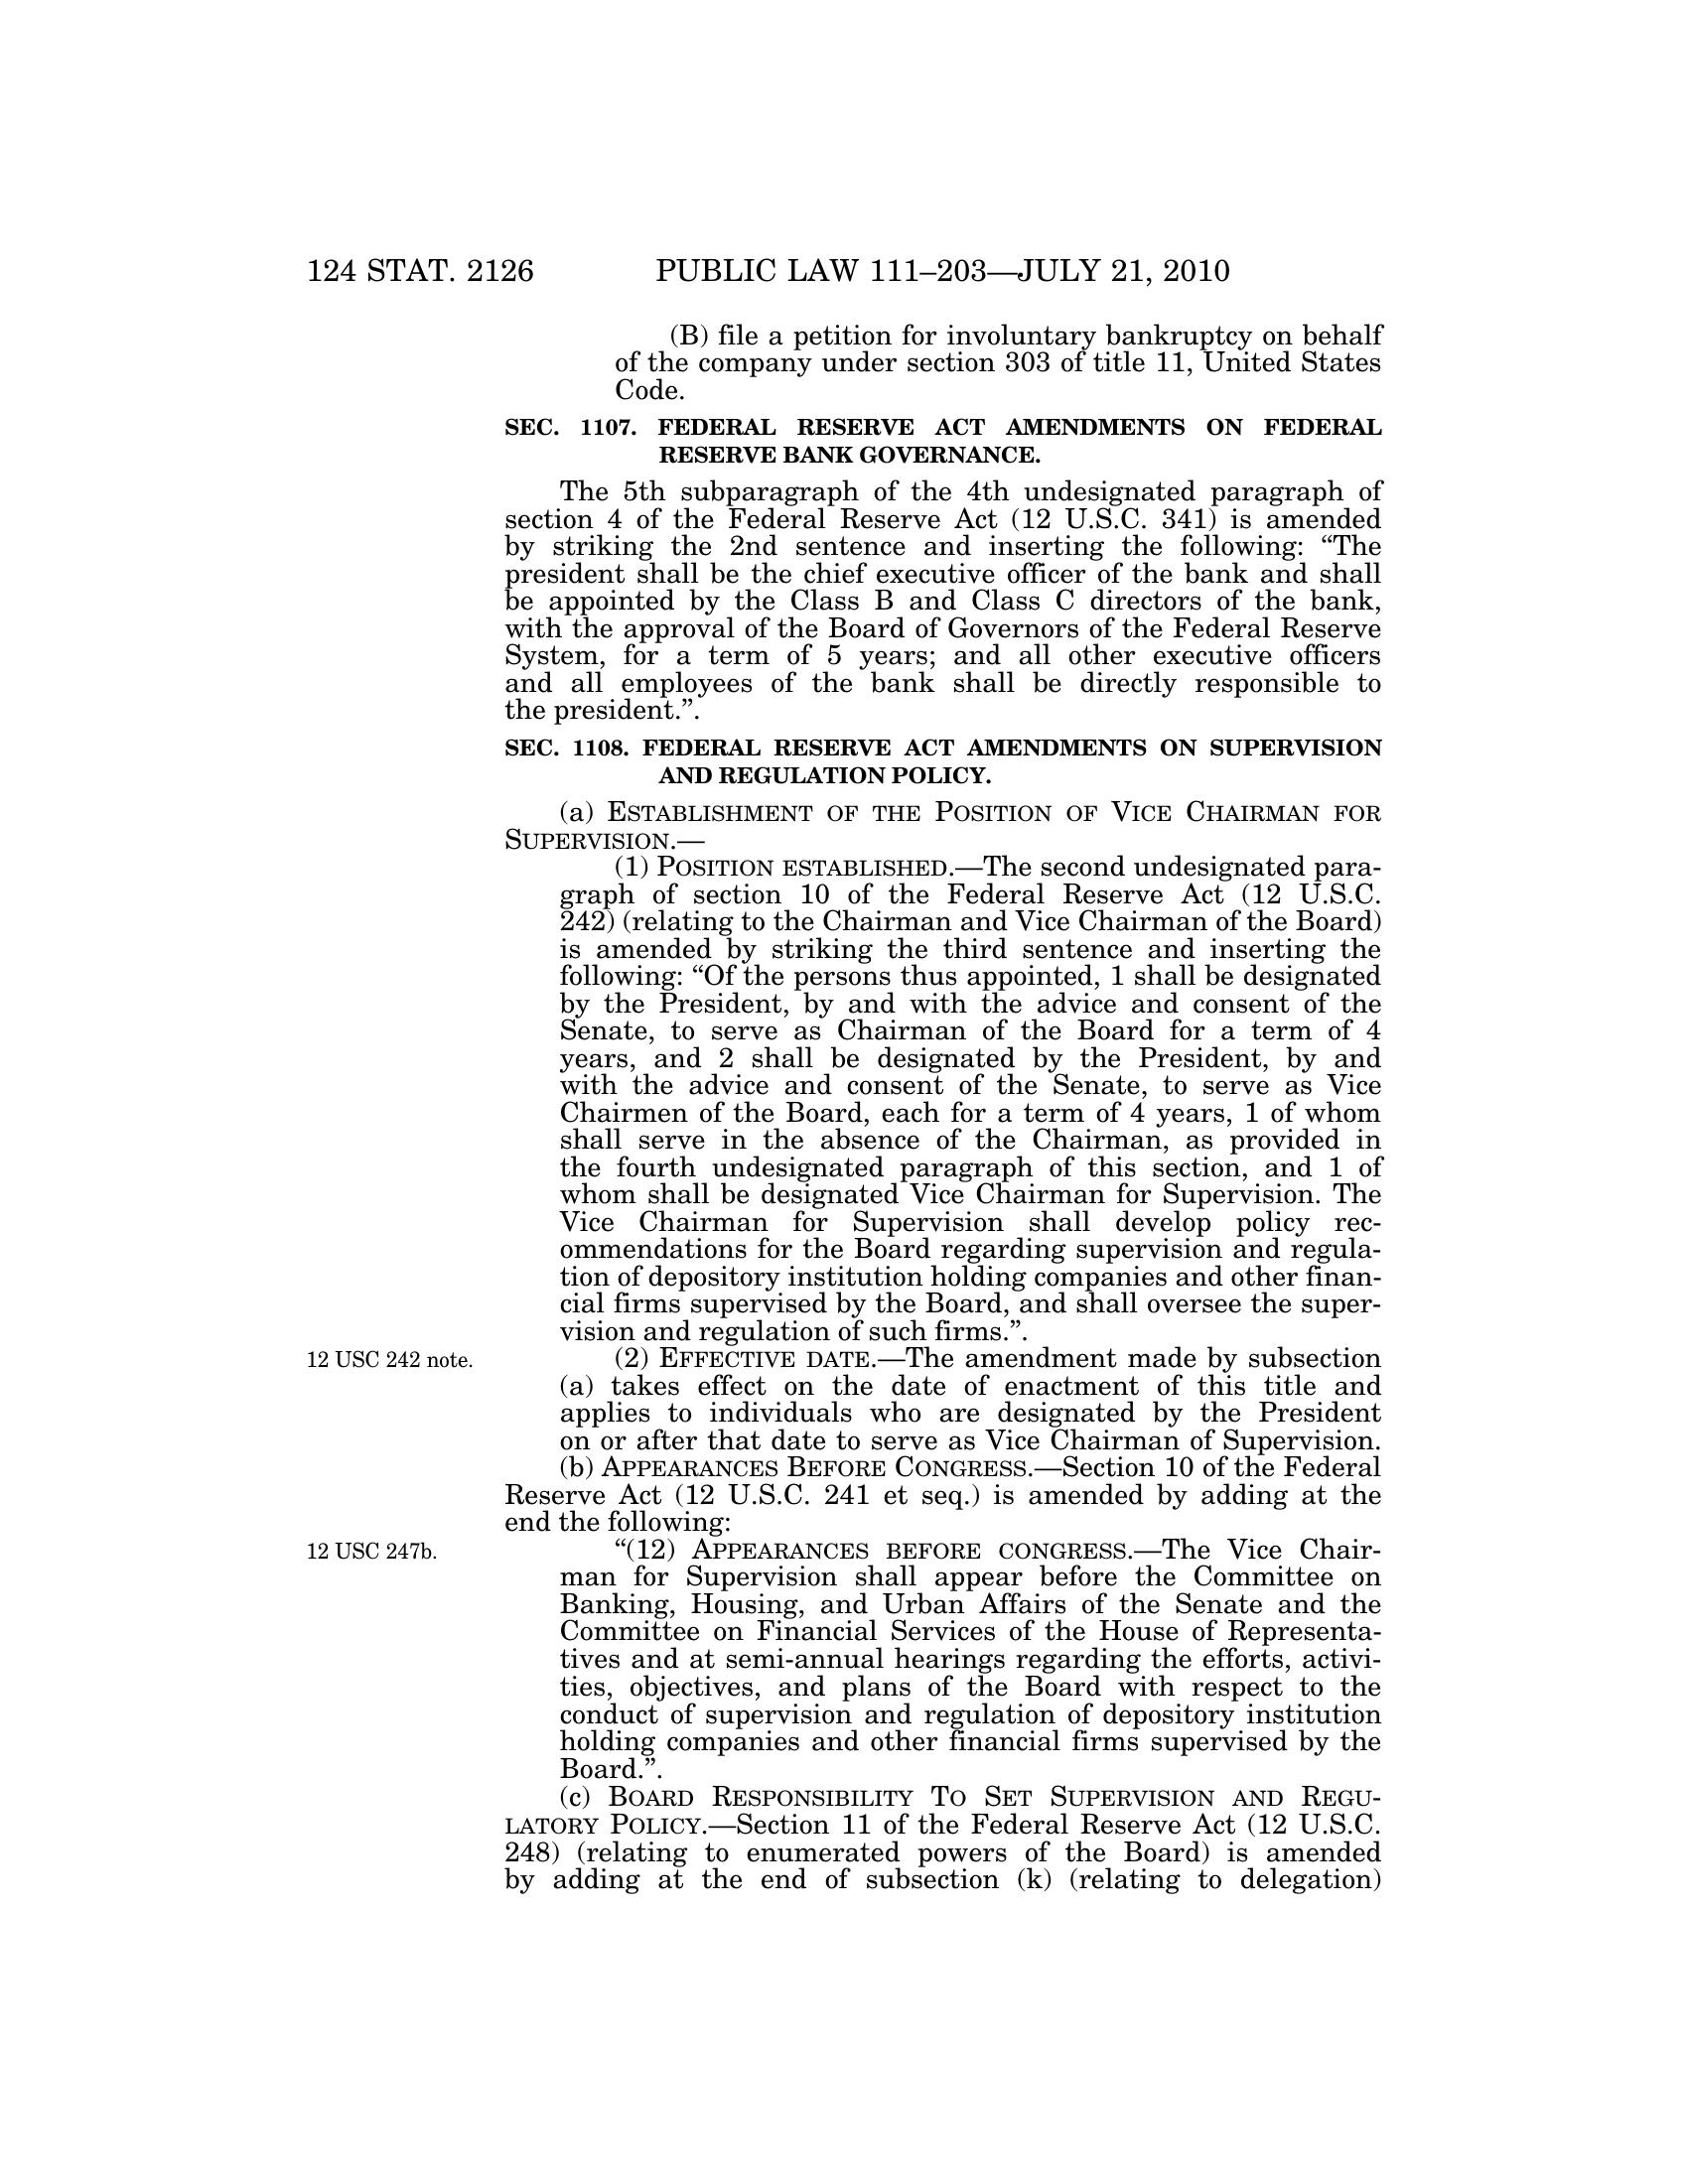 124 STAT. 2126 PUBLIC LAW 111–203—JULY 21, 2010
(B) file a petition for involuntary bankruptcy on behalf
of the company under section 303 of title 11, United States
Code.
SEC. 1107. FEDERAL RESERVE ACT AMENDMENTS ON FEDERAL
RESERVE BANK GOVERNANCE.
The 5th subparagraph of the 4th undesignated paragraph of
section 4 of the Federal Reserve Act (12 U.S.C. 341) is amended
by striking the 2nd sentence and inserting the following: “The
president shall be the chief executive officer of the bank and shall
be appointed by the Class B and Class C directors of the bank,
with the approval of the Board of Governors of the Federal Reserve
System, for a term of 5 years; and all other executive officers
and all employees of the bank shall be directly responsible to
the president.”.
SEC. 1108. FEDERAL RESERVE ACT AMENDMENTS ON SUPERVISION
AND REGULATION POLICY.
(a) ESTABLISHMENT OF THE POSITION OF VICE CHAIRMAN FOR
SUPERVISION.—
(1) POSITION ESTABLISHED.—The second undesignated para-
graph of section 10 of the Federal Reserve Act (12 U.S.C.
242) (relating to the Chairman and Vice Chairman of the Board)
is amended by striking the third sentence and inserting the
following: “Of the persons thus appointed, 1 shall be designated
by the President, by and with the advice and consent of the
Senate, to serve as Chairman of the Board for a term of 4
years, and 2 shall be designated by the President, by and
with the advice and consent of the Senate, to serve as Vice
Chairmen of the Board, each for a term of 4 years, 1 of whom
shall serve in the absence of the Chairman, as provided in
the fourth undesignated paragraph of this section, and 1 of
whom shall be designated Vice Chairman for Supervision. The
Vice Chairman for Supervision shall develop policy rec-
ommendations for the Board regarding supervision and regula-
tion of depository institution holding companies and other finan-
cial firms supervised by the Board, and shall oversee the super-
vision and regulation of such firms.”.
12 USC 242 note. (2) EFFECTIVE DATE.—The amendment made by subsection
(a) takes effect on the date of enactment of this title and
applies to individuals who are designated by the President
on or after that date to serve as Vice Chairman of Supervision.
(b) APPEARANCES BEFORE CONGRESS.—Section 10 of the Federal
Reserve Act (12 U.S.C. 241 et seq.) is amended by adding at the
end the following:
12 USC 247b. “(12) APPEARANCES BEFORE CONGRESS.—The Vice Chair-
man for Supervision shall appear before the Committee on
Banking, Housing, and Urban Affairs of the Senate and the
Committee on Financial Services of the House of Representa-
tives and at semi-annual hearings regarding the efforts, activi-
ties, objectives, and plans of the Board with respect to the
conduct of supervision and regulation of depository institution
holding companies and other financial firms supervised by the
Board.”.
(c) BOARD RESPONSIBILITY TO SET SUPERVISION AND REGU-
LATORY POLICY.—Section 11 of the Federal Reserve Act (12 U.S.C.
248) (relating to enumerated powers of the Board) is amended
by adding at the end of subsection (k) (relating to delegation)